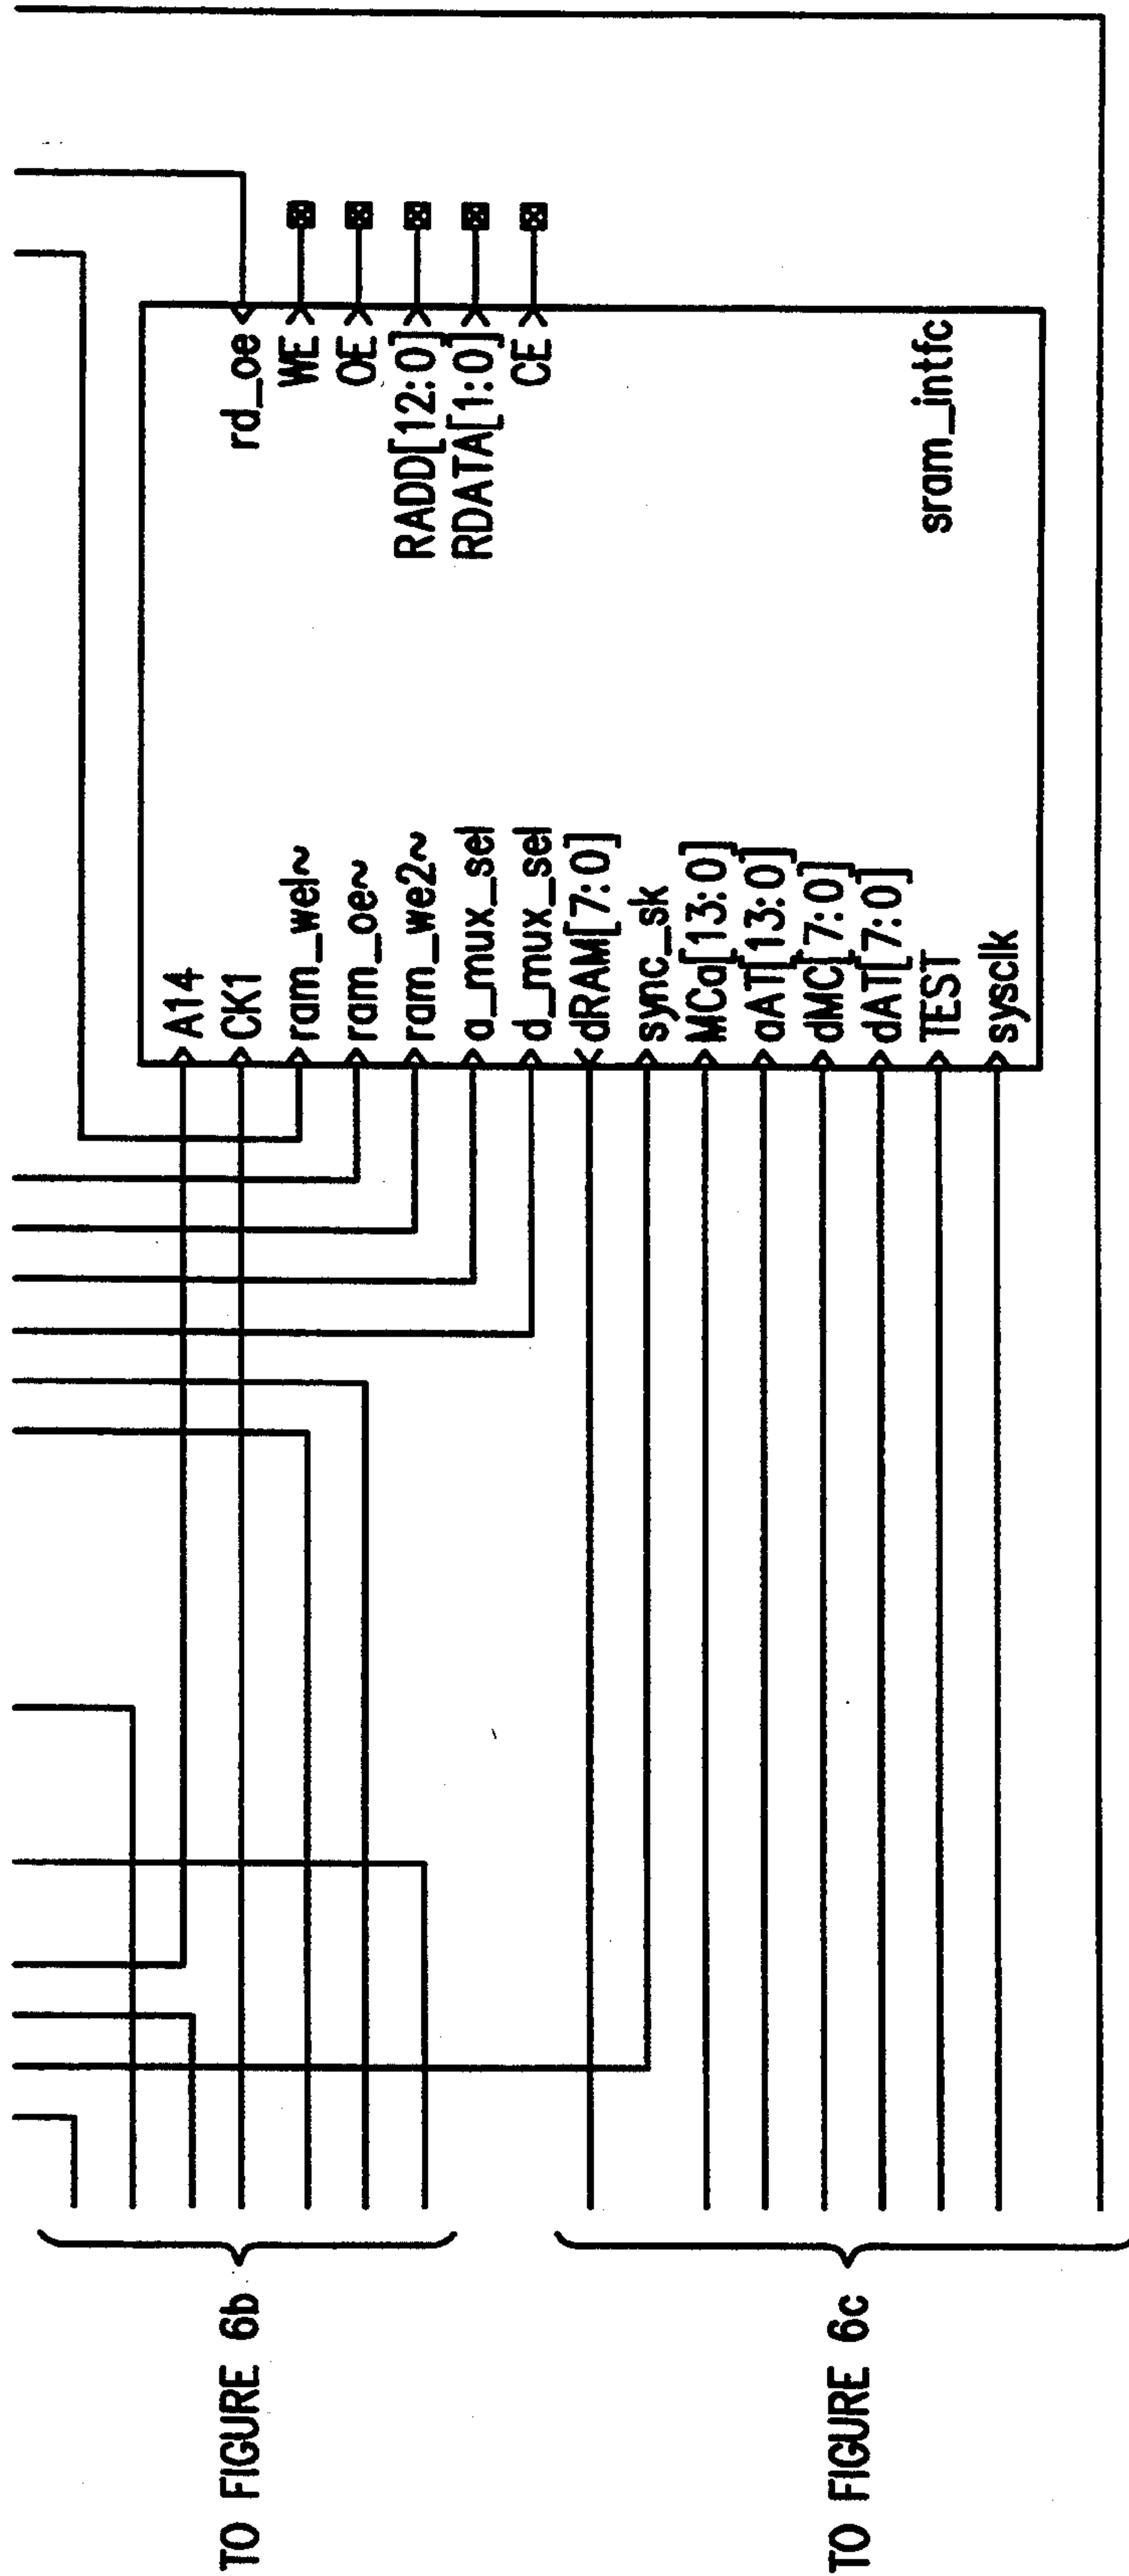 A14
CK1
ram_wel~
ram_oe~
ram_we2~
a_mux_sel
d_mux_sel
dRAM[7:0]
sync_sk
MCa[13:0]
aAT[13:0]
dMC[7:0]
dAT[7:0]
TEST
sysclk
rd_oe
WE
OE
RADD[12:0]
RDATA[1:0]
CE
sram_intfc
TO FIGURE 6b
TO FIGURE 6c